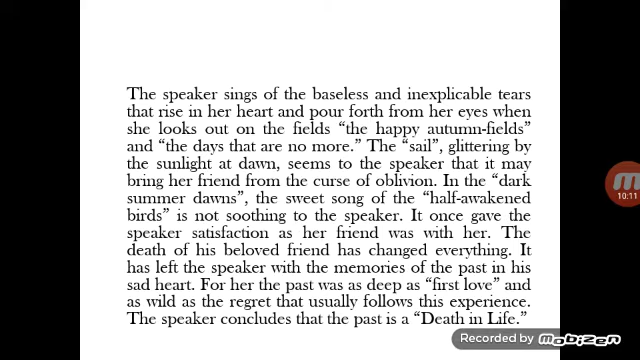 The speaker sings of the baseless and inexplicable tears
that rise in her heart and pour forth from her eyes when
she looks out on the fields “the happy autumn-fields”
and “the days that are no more.” The “sail”, glittering by
the sunlight at dawn, seems to the speaker that it may
bring her friend from the curse of oblivion. In the “dark
summer dawns”, the sweet song of the “half-awakened
birds” is not soothing to the speaker. It once gave the
speaker satisfaction as her friend was with her. The
death of his beloved friend has changed everything. It
has left the speaker with the memories of the past in his
sad heart. For her the past was as deep as “first love” and
as wild as the regret that usually follows this experience.
The speaker concludes that the past is a “Death in Life.”
10:11
Recorded by MOBIZEN